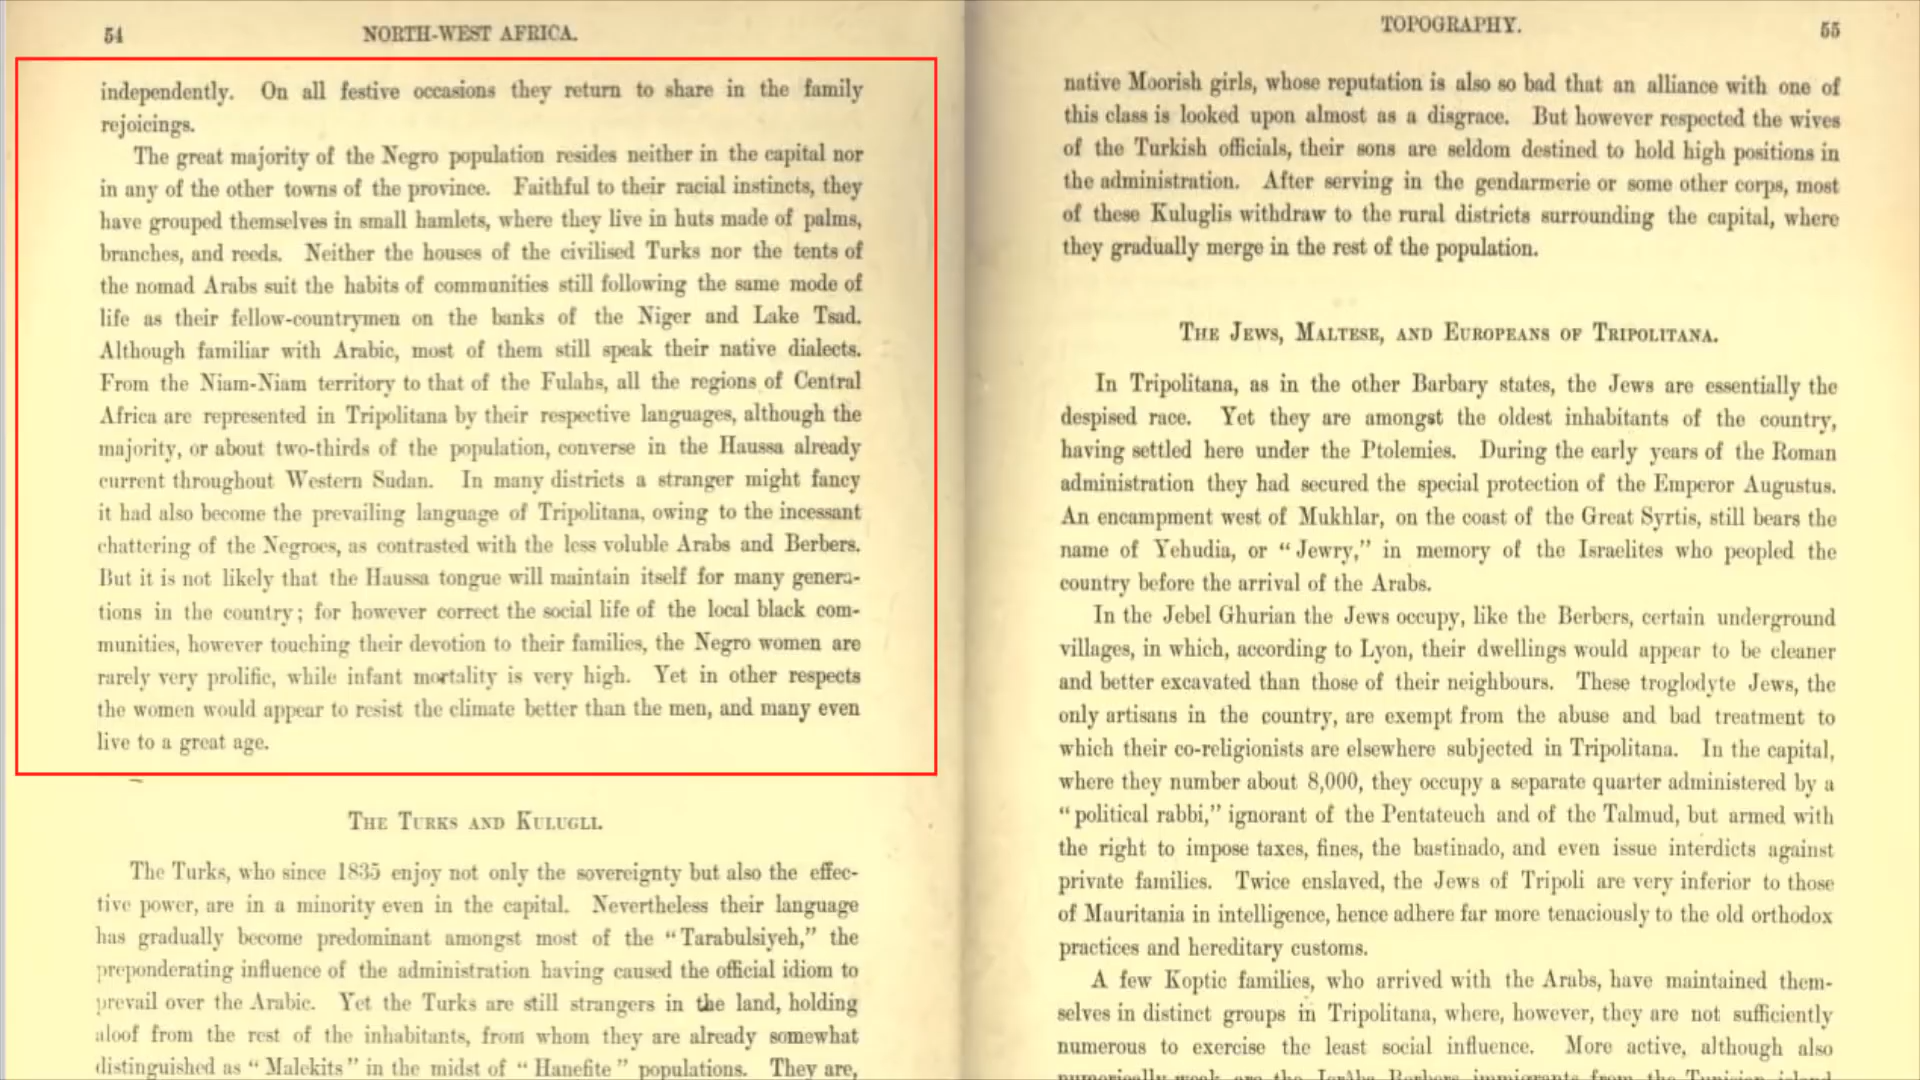 54
NORTH-WEST AFRICA.
independently. On all festive occasions they return to share in the family
rejoicings.
The great majority of the Negro population resides neither in the capital nor
in any of the other towns of the province. Faithful to their racial instincts, they
have grouped themselves in small hamlets, where they live in huts made of palms,
branches, and reeds. Neither the houses of the civilised Turks nor the tents of
the nomad Arabs suit the habits of communities still following the same mode of
life as their fellow-countrymen on the banks of the Niger and Lake Tsad.
Although familiar with Arabic, most of them still speak their native dialects.
From the Niam-Niam territory to that of the Fulahs, all the regions of Central
Africa are represented in Tripolitana by their respective languages, although the
majority, or about two-thirds of the population, converse in the Haussa already
current throughout Western Sudan. In many districts a stranger might fancy
it had also become the prevailing language of Tripolitana, owing to the incessant
chattering of the Negroes, as contrasted with the less voluble Arabs and Berbers.
But it is not likely that the Haussa tongue will maintain itself for many genera-
tions in the country; for however correct the social life of the local black com-
munities, however touching their devotion to their families, the Negro women are
rarely very prolific, while infant mortality is very high. Yet in other respects
the women would appear to resist the climate better than the men, and many even
live to a great age.
THE TURKS AND KULUGLI.
The Turks, who since 1835 enjoy not only the sovereignty but also the effec-
tive power, are in a minority even in the capital. Nevertheless their language
has gradually become predominant amongst most of the "Tarabulsiyeh," the
preponderating influence of the administration having caused the official idiom to
prevail over the Arabic. Yet the Turks are still strangers in the land, holding
aloof from the rest of the inhabitants, from whom they are already somewhat
distinguished as "Malekits" in the midst of "Hanefite" populations. They are,
TOPOGRAPHY.
55
native Moorish girls, whose reputation is also so bad that an alliance with one of
this class is looked upon almost as a disgrace. But however respected the wives
of the Turkish officials, their sons are seldom destined to hold high positions in
the administration. After serving in the gendarmerie or some other corps, most
of these Kuluglis withdraw to the rural districts surrounding the capital, where
they gradually merge in the rest of the population.
THE JEWS, MALTESE, AND EUROPEANS OF TRIPOLITANA.
In Tripolitana, as in the other Barbary states, the Jews are essentially the
despised race. Yet they are amongst the oldest inhabitants of the country,
having settled here under the Ptolemies. During the early years of the Roman
administration they had secured the special protection of the Emperor Augustus.
An encampment west of Mukhlar, on the coast of the Great Syrtis, still bears the
name of Yehudia, or "Jewry," in memory of the Israelites who peopled the
country before the arrival of the Arabs.
In the Jebel Ghurian the Jews occupy, like the Berbers, certain underground
villages, in which, according to Lyon, their dwellings would appear to be cleaner
and better excavated than those of their neighbours. These troglodyte Jews, the
only artisans in the country, are exempt from the abuse and bad treatment to
which their co-religionists are elsewhere subjected in Tripolitana. In the capital,
where they number about 8,000, they occupy a separate quarter administered by a
"political rabbi," ignorant of the Pentateuch and of the Talmud, but armed with
the right to impose taxes, fines, the bastinado, and even issue interdicts against
private families. Twice enslaved, the Jews of Tripoli are very inferior to those
of Mauritania in intelligence, hence adhere far more tenaciously to the old orthodox
practices and hereditary customs.
A few Koptic families, who arrived with the Arabs, have maintained them-
selves in distinct groups in Tripolitana, where, however, they are not sufficiently
numerous to exercise the least social influence. More active, although also